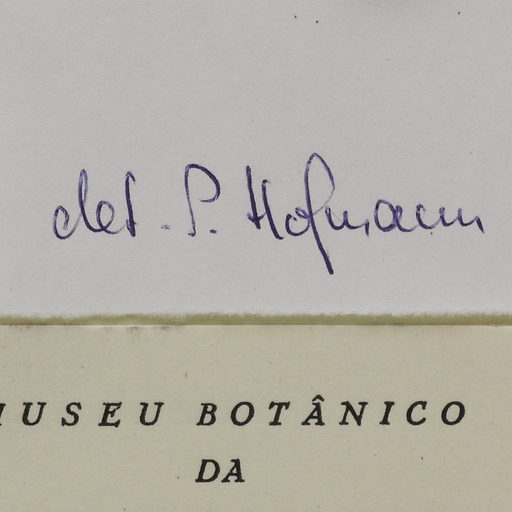 det. P. Hofmann
MUSEU BOTÂNICO
DA